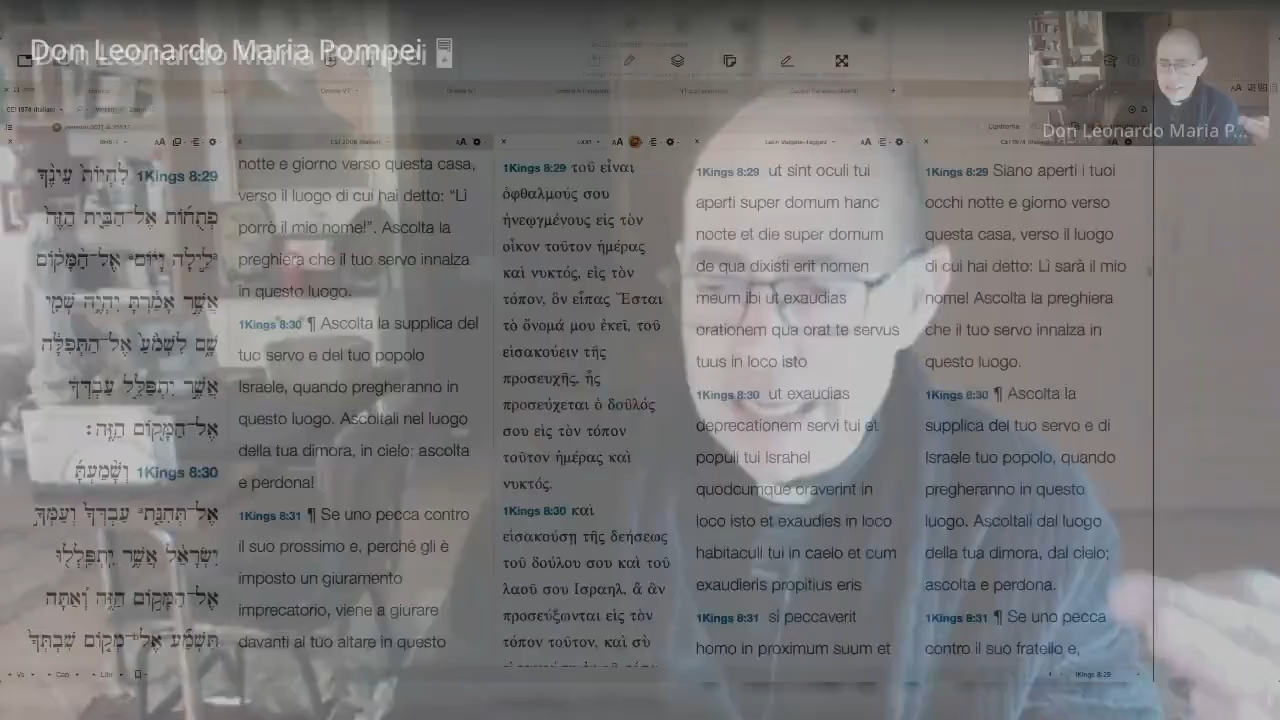 Don Leonardo Maria Pompei
Don Leonardo Maria P...
לִהְיוֹת֩ עֵינֶ֨ךָ 1Kings 8:29
פְתֻח֜וֹת אֶל־הַבַּ֤יִת הַזֶּה֙
לַ֣יְלָה וָי֔וֹם אֶל־הַ֨מָּק֔וֹם
אֲשֶׁ֣ר אָמַ֔רְתָּ יִהְיֶ֥ה שְׁמִ֖י
שָׁ֑ם לִשְׁמֹ֙עַ֙ אֶל־הַתְּפִלָּ֔ה
אֲשֶׁ֤ר יִתְפַּלֵּל֙ עַבְדְּךָ֔
אֶל־הַמָּק֖וֹם הַזֶּֽה׃
וְשָׁ֨מַעְתָּ֜ 1Kings 8:30
אֶל־תְּחִנַּ֤ת עַבְדְּךָ֙ וְעַמְּךָ֣
יִשְׂרָאֵ֔ל אֲשֶׁ֥ר יִֽתְפַּֽלְל֖וּ
אֶל־הַמָּק֣וֹם הַזֶּ֑ה וְ֠אַתָּה
תִּשְׁמַ֞ע אֶל־מְק֤וֹם שִׁבְתְּךָ֙
notte e giorno verso questa casa,
verso il luogo di cui hai detto: “Lì
porrò il mio nome!”. Ascolta la
preghiera che il tuo servo innalza
in questo luogo.
1Kings 8:30 ¶ Ascolta la supplica del
tuo servo e del tuo popolo
Israele, quando pregheranno in
questo luogo. Ascoltali nel luogo
della tua dimora, in cielo: ascolta
e perdona!
1Kings 8:31 ¶ Se uno pecca contro
il suo prossimo e, perché gli è
imposto un giuramento
imprecatorio, viene a giurare
davanti al tuo altare in questo
1Kings 8:29 τοῦ εἶναι
ὀφθαλμούς σου
ἠνεῳγμένους εἰς τὸν
οἶκον τοῦτον ἡμέρας
καὶ νυκτός, εἰς τὸν
τόπον, ὃν εἶπας Ἔσται
τὸ ὄνομά μου ἐκεῖ, τοῦ
εἰσακούειν τῆς
προσευχῆς, ἧς
προσεύχεται ὁ δοῦλός
σου εἰς τὸν τόπον
τοῦτον ἡμέρας καὶ
νυκτός.
1Kings 8:30 καὶ
εἰσακούσῃ τῆς δεήσεως
τοῦ δούλου σου καὶ τοῦ
λαοῦ σου Ισραηλ, ἃ ἂν
προσεύξωνται εἰς τὸν
τόπον τοῦτον, καὶ σὺ
1Kings 8:29 ut sint oculi tui
aperti super domum hanc
nocte et die super domum
de qua dixisti erit nomen
meum ibi ut exaudias
orationem qua orat te servus
tuus in loco isto
1Kings 8:30 ut exaudias
deprecationem servi tui et
populi tui Israhel
quodcumque oraverint in
loco isto et exaudies in loco
habitaculi tui in caelo et cum
exaudieris propitius eris
1Kings 8:31 si peccaverit
homo in proximum suum et
1Kings 8:29 Siano aperti i tuoi
occhi notte e giorno verso
questa casa, verso il luogo
di cui hai detto: Lì sarà il mio
nome! Ascolta la preghiera
che il tuo servo innalza in
questo luogo.
1Kings 8:30 ¶ Ascolta la
supplica del tuo servo e di
Israele tuo popolo, quando
pregheranno in questo
luogo. Ascoltali dal luogo
della tua dimora, dal cielo;
ascolta e perdona.
1Kings 8:31 ¶ Se uno pecca
contro il suo fratello e,
1Kings 8:29